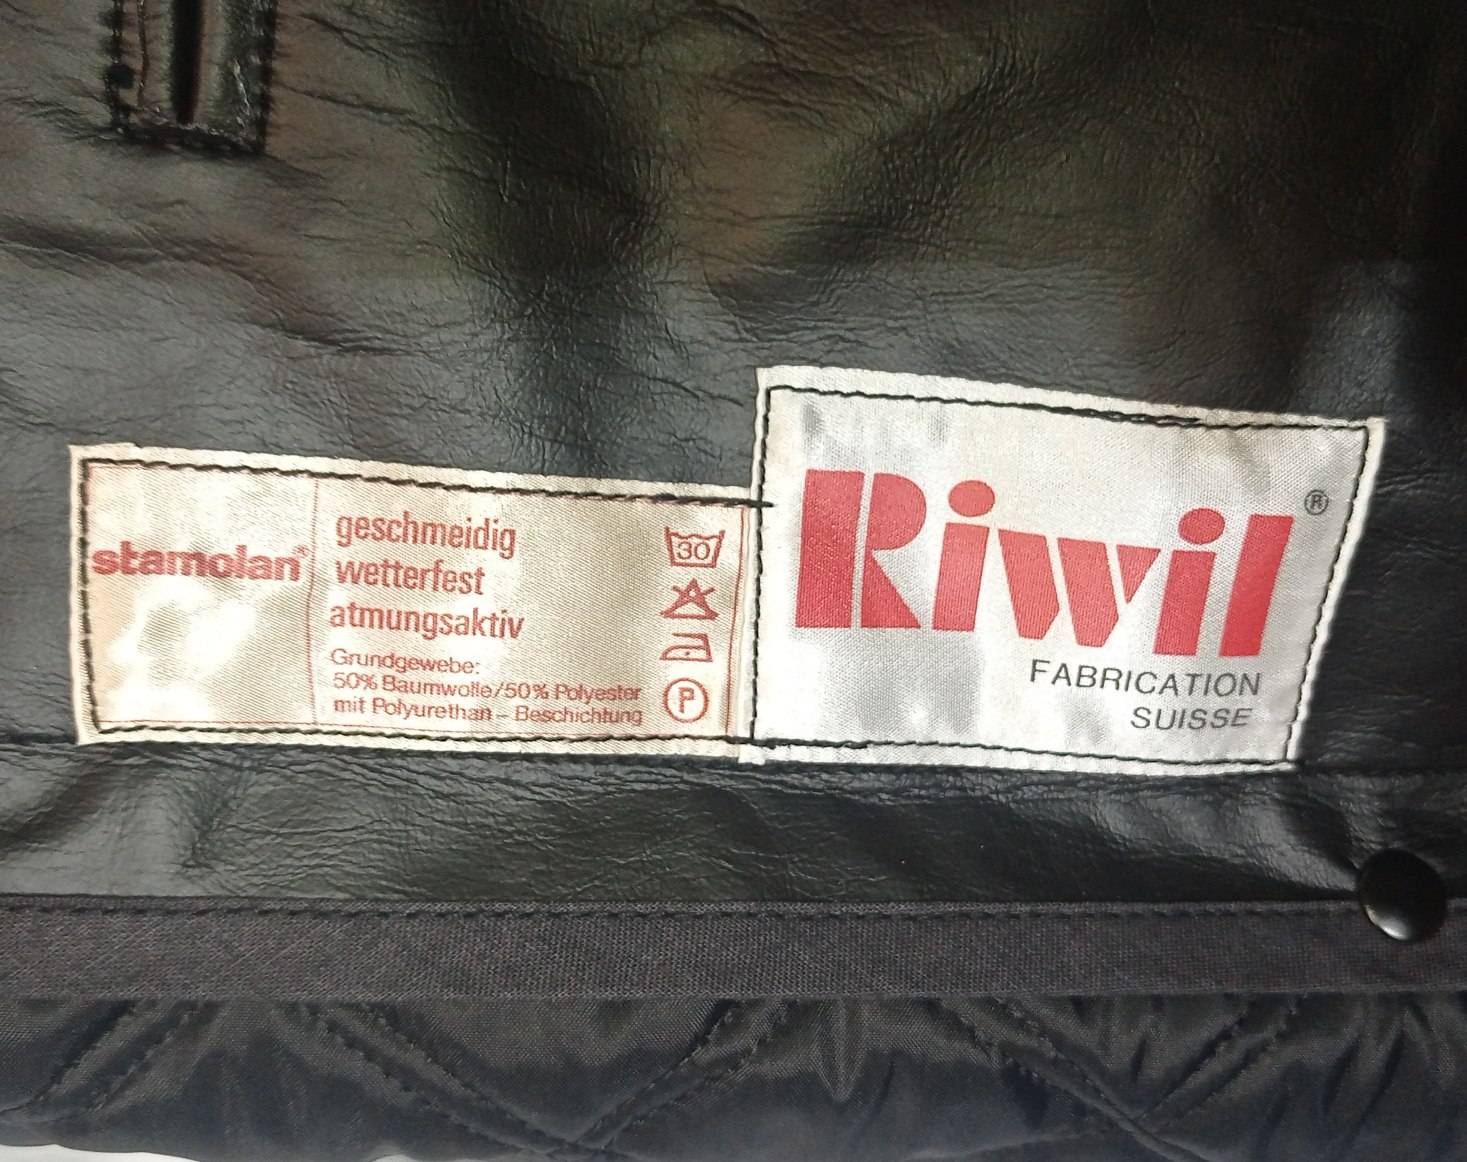 stamolan®
geschmeidig
wetterfest
atmungsaktiv
Grundgewebe:
50% Baumwolle/50% Polyester
mit Polyurethan – Beschichtung
30
P
Riwil®
FABRICATION
SUISSE